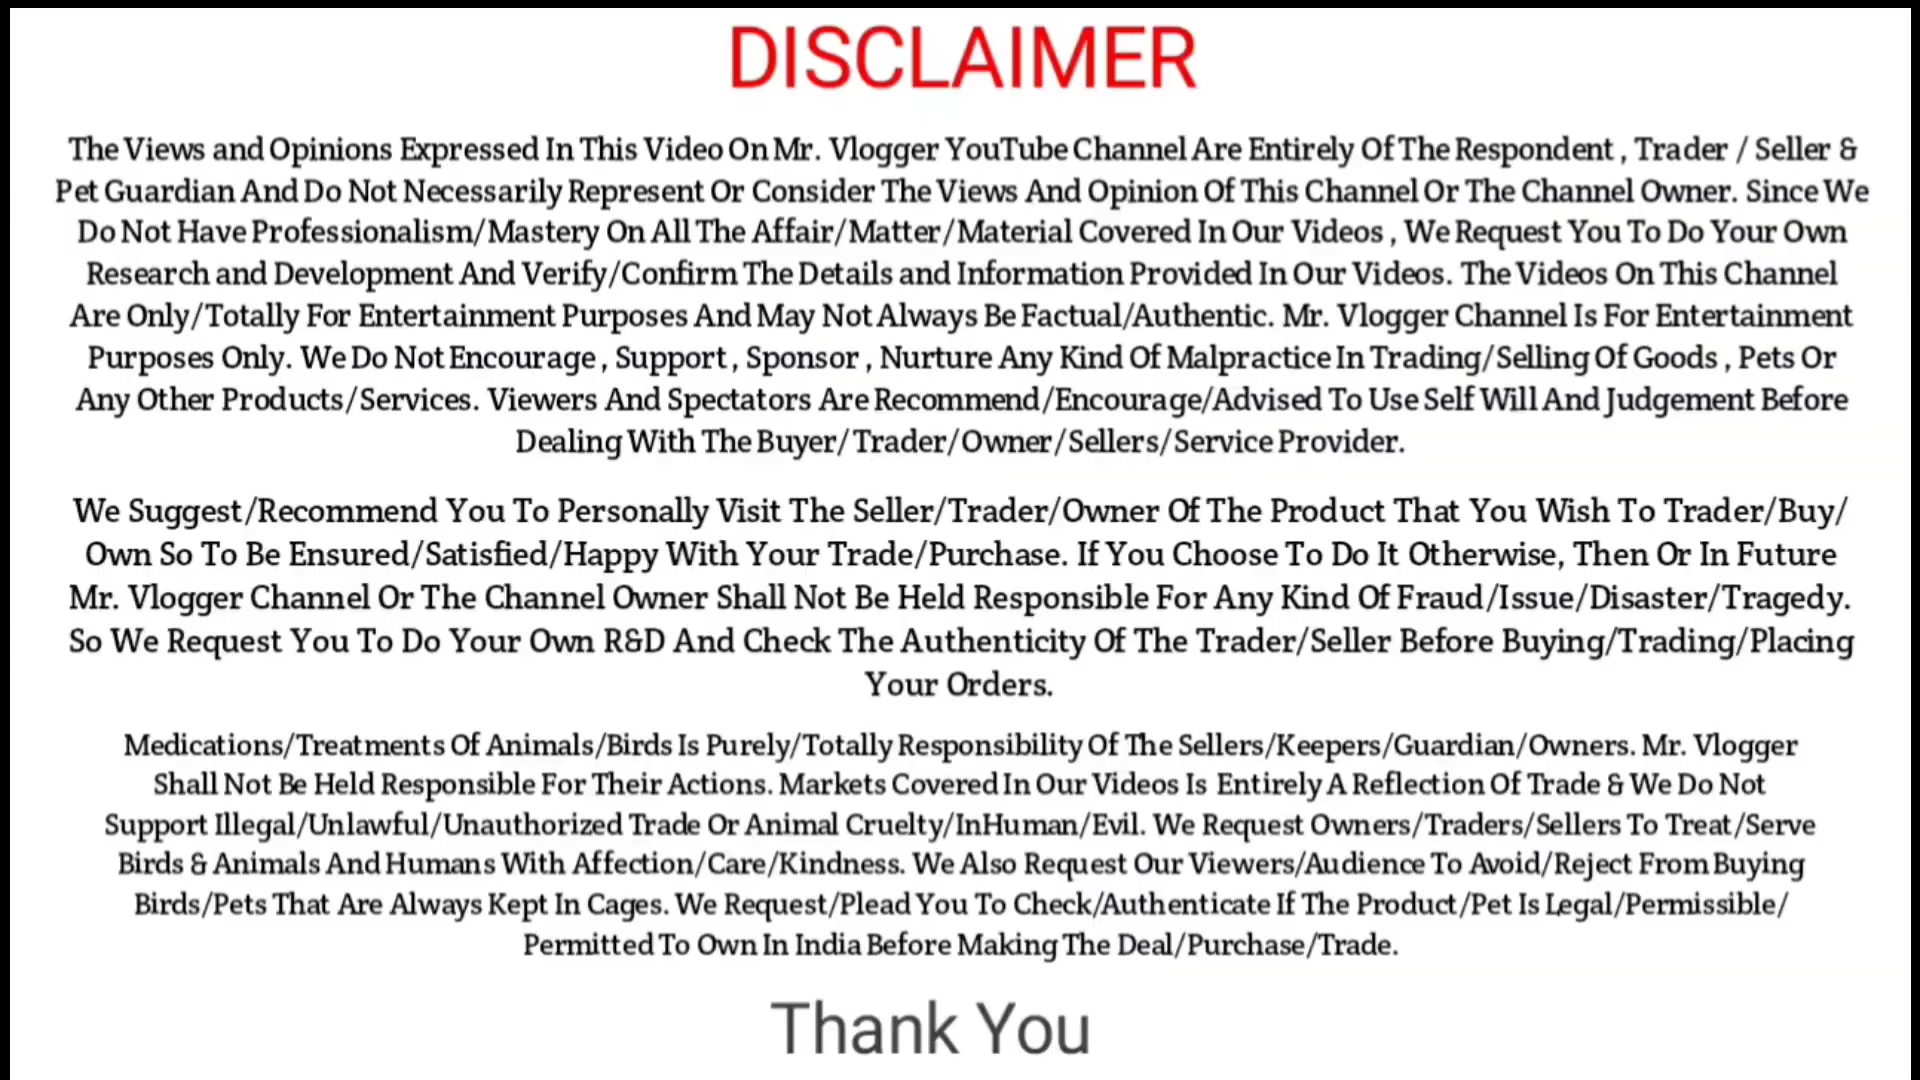 DISCLAIMER
The Views and Opinions Expressed In This Video On Mr. Vlogger YouTube Channel Are Entirely Of The Respondent , Trader / Seller &
Pet Guardian And Do Not Necessarily Represent Or Consider The Views And Opinion Of This Channel Or The Channel Owner. Since We
Do Not Have Professionalism/Mastery On All The Affair/Matter/Material Covered In Our Videos , We Request You To Do Your Own
Research and Development And Verify/Confirm The Details and Information Provided In Our Videos. The Videos On This Channel
Are Only/Totally For Entertainment Purposes And May Not Always Be Factual/Authentic. Mr. Vlogger Channel Is For Entertainment
Purposes Only. We Do Not Encourage , Support , Sponsor , Nurture Any Kind Of Malpractice In Trading/Selling Of Goods , Pets Or
Any Other Products/Services. Viewers And Spectators Are Recommend/Encourage/Advised To Use Self Will And Judgement Before
Dealing With The Buyer/Trader/Owner/Sellers/Service Provider.
We Suggest/Recommend You To Personally Visit The Seller/Trader/Owner Of The Product That You Wish To Trader/Buy/
Own So To Be Ensured/Satisfied/Happy With Your Trade/Purchase. If You Choose To Do It Otherwise, Then Or In Future
Mr. Vlogger Channel Or The Channel Owner Shall Not Be Held Responsible For Any Kind Of Fraud/Issue/Disaster/Tragedy.
So We Request You To Do Your Own R&D And Check The Authenticity Of The Trader/Seller Before Buying/Trading/Placing
Your Orders.
Medications/Treatments Of Animals/Birds Is Purely/Totally Responsibility Of The Sellers/Keepers/Guardian/Owners. Mr. Vlogger
Shall Not Be Held Responsible For Their Actions. Markets Covered In Our Videos Is Entirely A Reflection Of Trade & We Do Not
Support Illegal/Unlawful/Unauthorized Trade Or Animal Cruelty/InHuman/Evil. We Request Owners/Traders/Sellers To Treat/Serve
Birds & Animals And Humans With Affection/Care/Kindness. We Also Request Our Viewers/Audience To Avoid/Reject From Buying
Birds/Pets That Are Always Kept In Cages. We Request/Plead You To Check/Authenticate If The Product/Pet Is Legal/Permissible/
Permitted To Own In India Before Making The Deal/Purchase/Trade.
Thank You